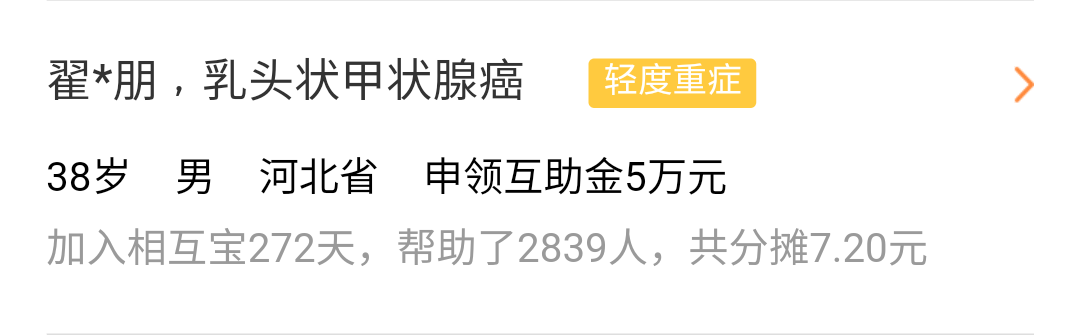 翟*朋，乳头状甲状腺癌 轻度重症
38岁 男 河北省 申领互助金5万元
加入相互宝272天，帮助了2839人，共分摊7.20元